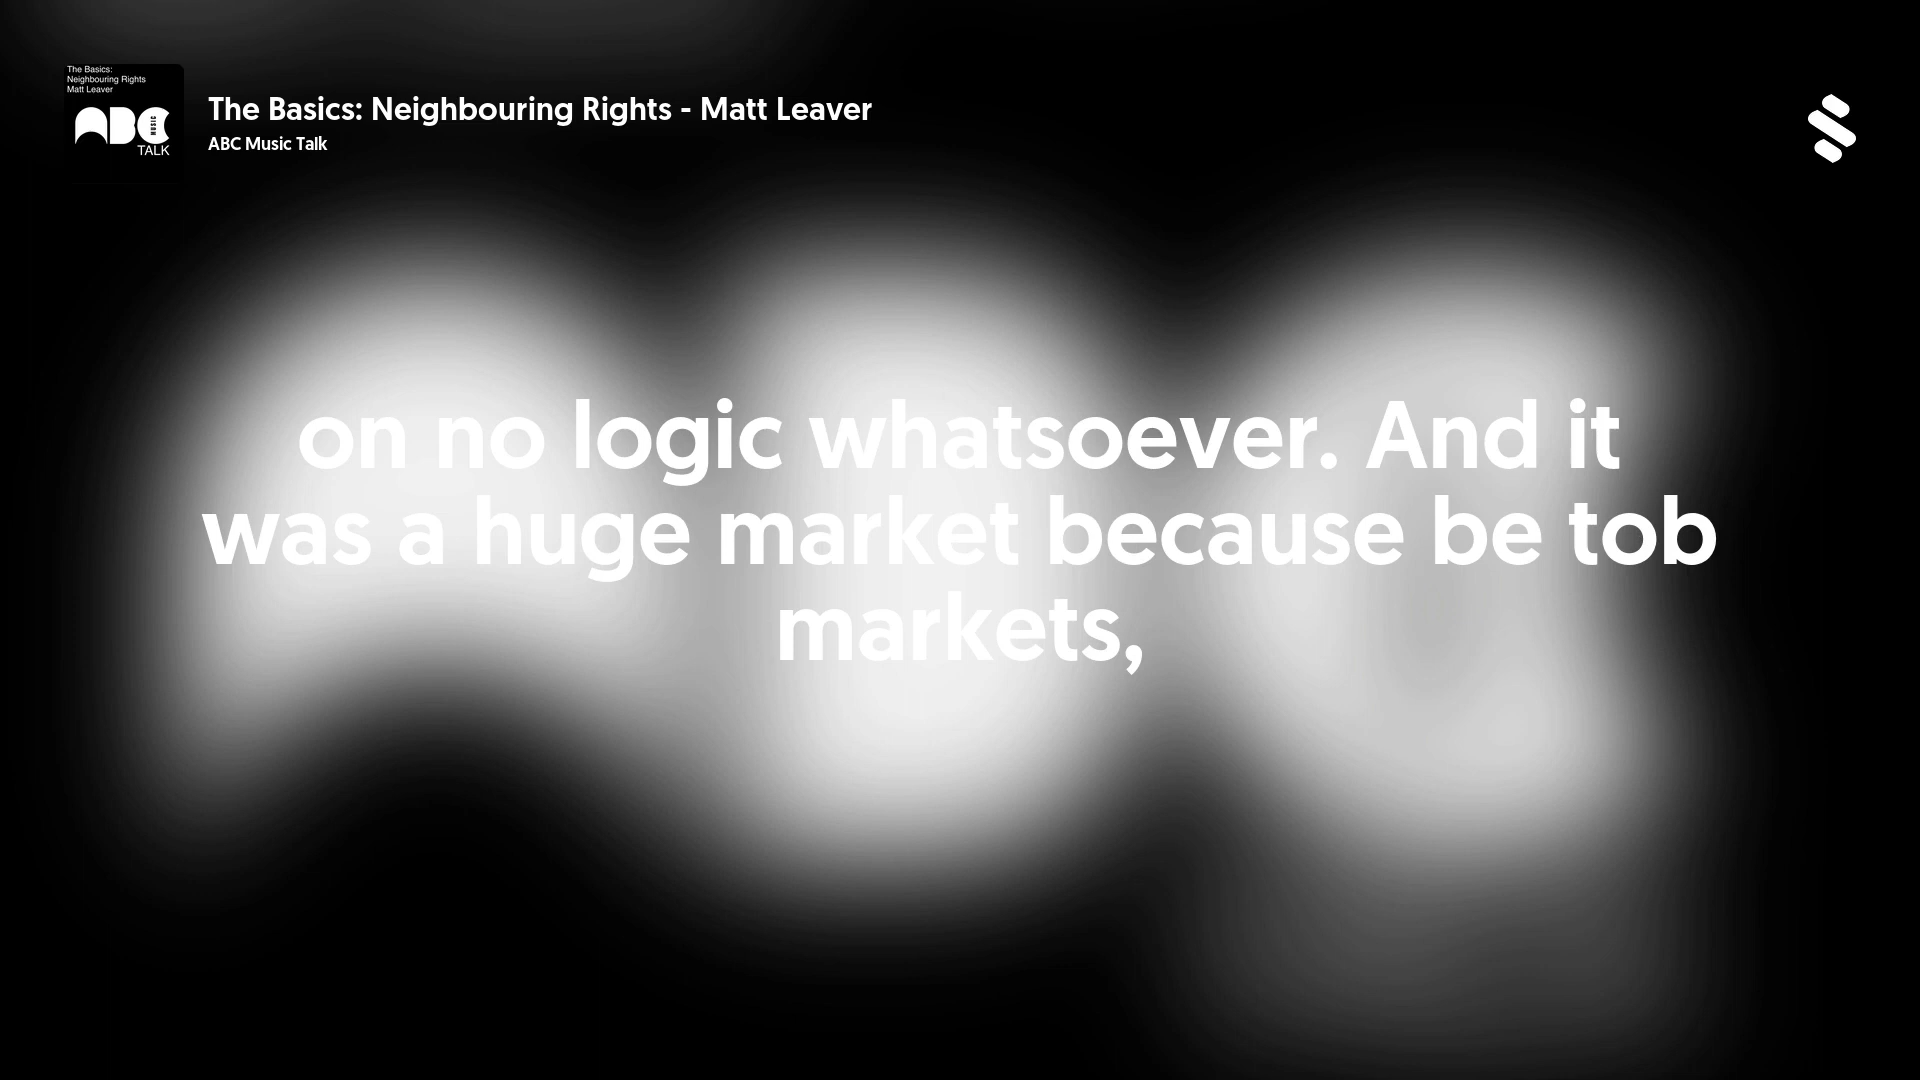 The Basics:
Neighbouring Rights
Matt Leaver
ABC
MUSIC
TALK
The Basics: Neighbouring Rights - Matt Leaver
ABC Music Talk
on no logic whatsoever. And it
was a huge market because be tob
markets,